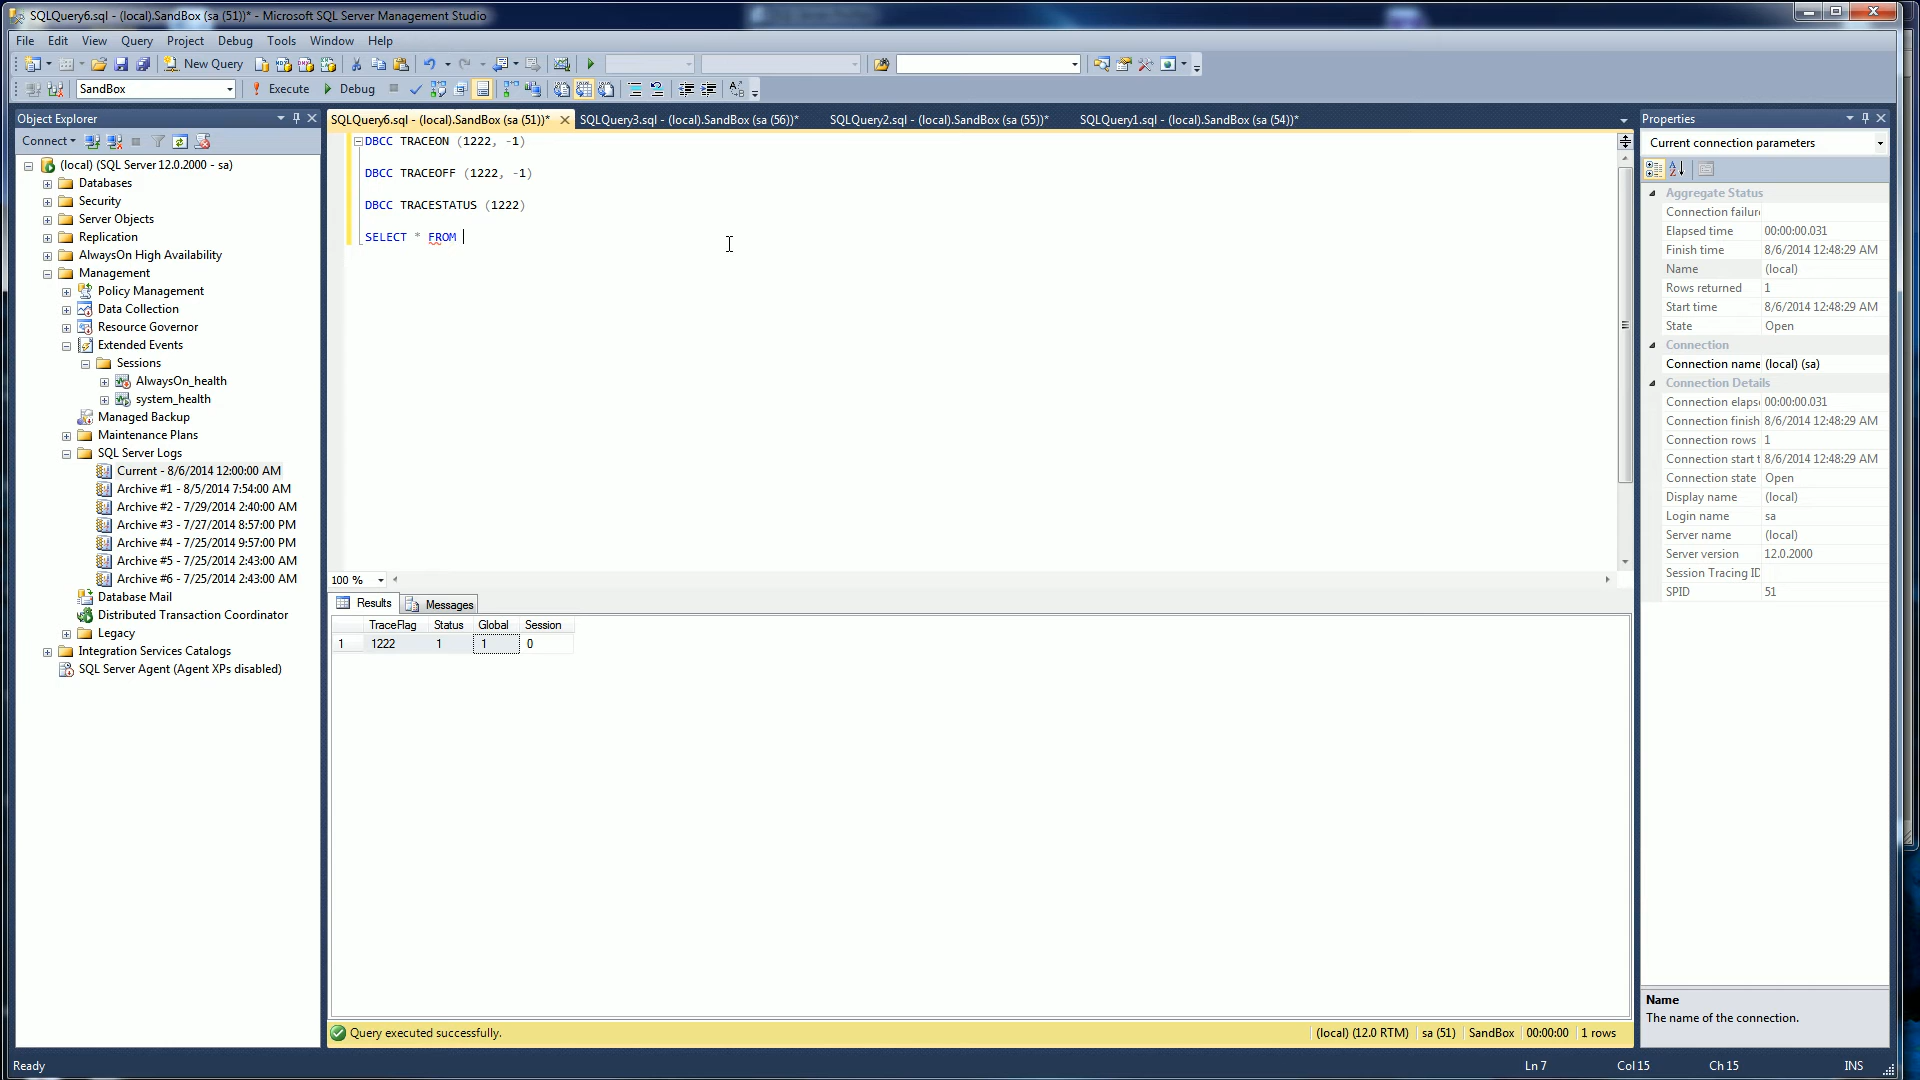 SQLQuery6.sql - (local).SandBox (sa (51))* - Microsoft SQL Server Management Studio
File Edit View Query Project Debug Tools Window Help
New Query
SandBox Execute Debug
Object Explorer
Connect
(local) (SQL Server 12.0.2000 - sa)
Databases
Security
Server Objects
Replication
AlwaysOn High Availability
Management
Policy Management
Data Collection
Resource Governor
Extended Events
Sessions
AlwaysOn_health
system_health
Managed Backup
Maintenance Plans
SQL Server Logs
Current - 8/6/2014 12:00:00 AM
Archive #1 - 8/5/2014 7:54:00 AM
Archive #2 - 7/29/2014 2:40:00 AM
Archive #3 - 7/27/2014 8:57:00 PM
Archive #4 - 7/25/2014 9:57:00 PM
Archive #5 - 7/25/2014 2:43:00 AM
Archive #6 - 7/25/2014 2:43:00 AM
Database Mail
Distributed Transaction Coordinator
Legacy
Integration Services Catalogs
SQL Server Agent (Agent XPs disabled)
SQLQuery6.sql - (local).SandBox (sa (51))* SQLQuery3.sql - (local).SandBox (sa (56))* SQLQuery2.sql - (local).SandBox (sa (55))* SQLQuery1.sql - (local).SandBox (sa (54))*
DBCC TRACEON (1222, -1)
DBCC TRACEOFF (1222, -1)
DBCC TRACESTATUS (1222)
SELECT * FROM
100 %
Results Messages
TraceFlag Status Global Session
1 1222 1 1 0
Query executed successfully. (local) (12.0 RTM) sa (51) SandBox 00:00:00 1 rows
Properties
Current connection parameters
Aggregate Status
Connection failur
Elapsed time 00:00:00.031
Finish time 8/6/2014 12:48:29 AM
Name (local)
Rows returned 1
Start time 8/6/2014 12:48:29 AM
State Open
Connection
Connection name (local) (sa)
Connection Details
Connection elaps 00:00:00.031
Connection finish 8/6/2014 12:48:29 AM
Connection rows 1
Connection start t 8/6/2014 12:48:29 AM
Connection state Open
Display name (local)
Login name sa
Server name (local)
Server version 12.0.2000
Session Tracing ID
SPID 51
Name
The name of the connection.
Ready Ln 7 Col 15 Ch 15 INS